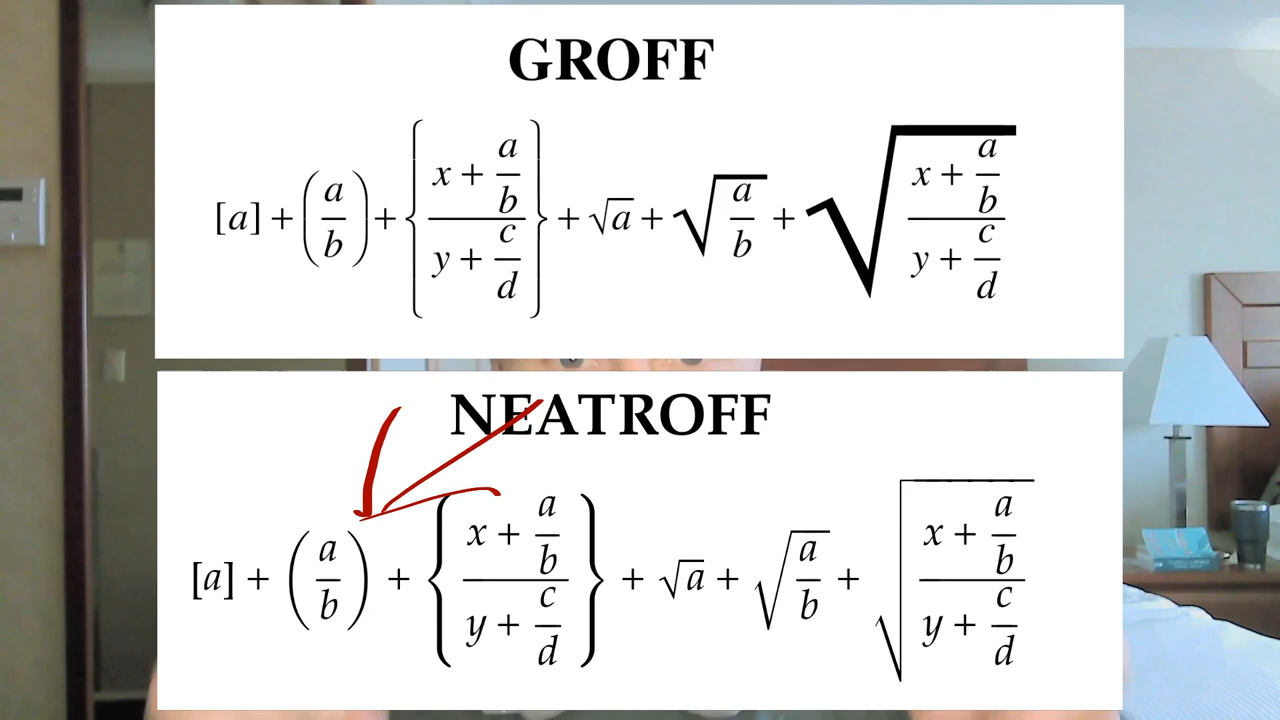 GROFF
[a] + (a/b) + {(x + a/b)/(y + c/d)} + √a + √(a/b) + √((x + a/b)/(y + c/d))
NEATROFF
[a] + (a/b) + {(x + a/b)/(y + c/d)} + √a + √(a/b) + √((x + a/b)/(y + c/d))